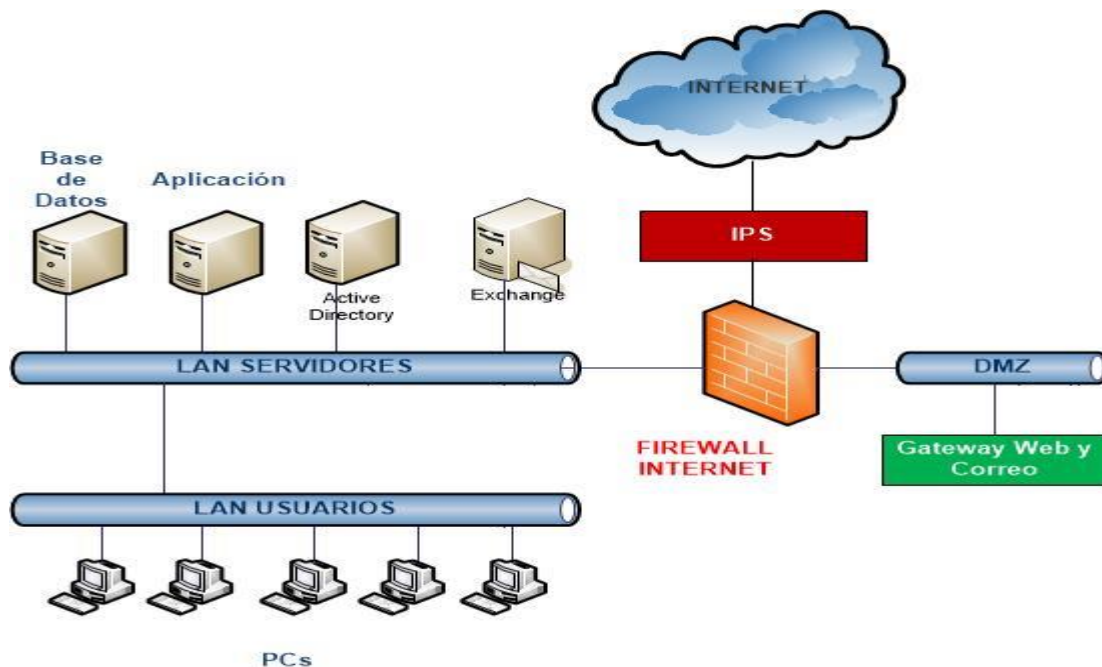 INTERNET
Base
de
Datos
Aplicación
IPS
Active
Directory
Exchange
LAN SERVIDORES
DMZ
FIREWALL
INTERNET
Gateway Web y
Correo
LAN USUARIOS
PCs